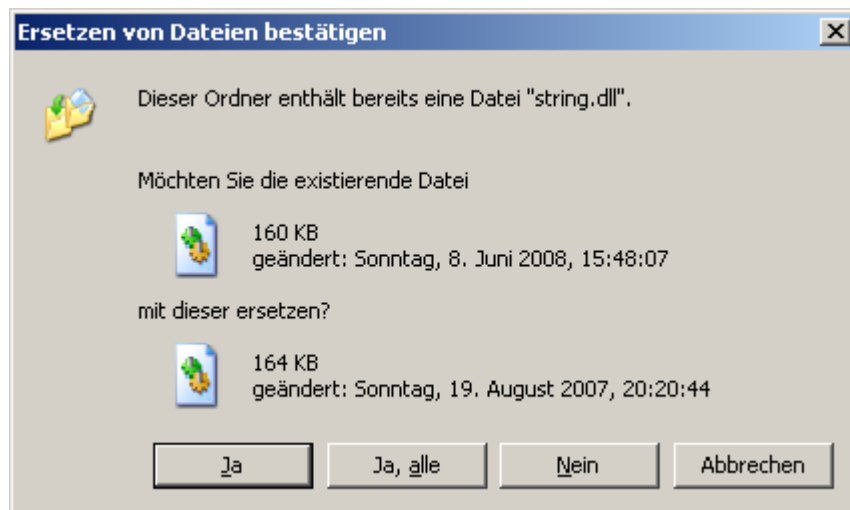 Ersetzen von Dateien bestätigen
Dieser Ordner enthält bereits eine Datei "string.dll".
Möchten Sie die existierende Datei
160 KB
geändert: Sonntag, 8. Juni 2008, 15:48:07
mit dieser ersetzen?
164 KB
geändert: Sonntag, 19. August 2007, 20:20:44
Ja Ja, alle Nein Abbrechen